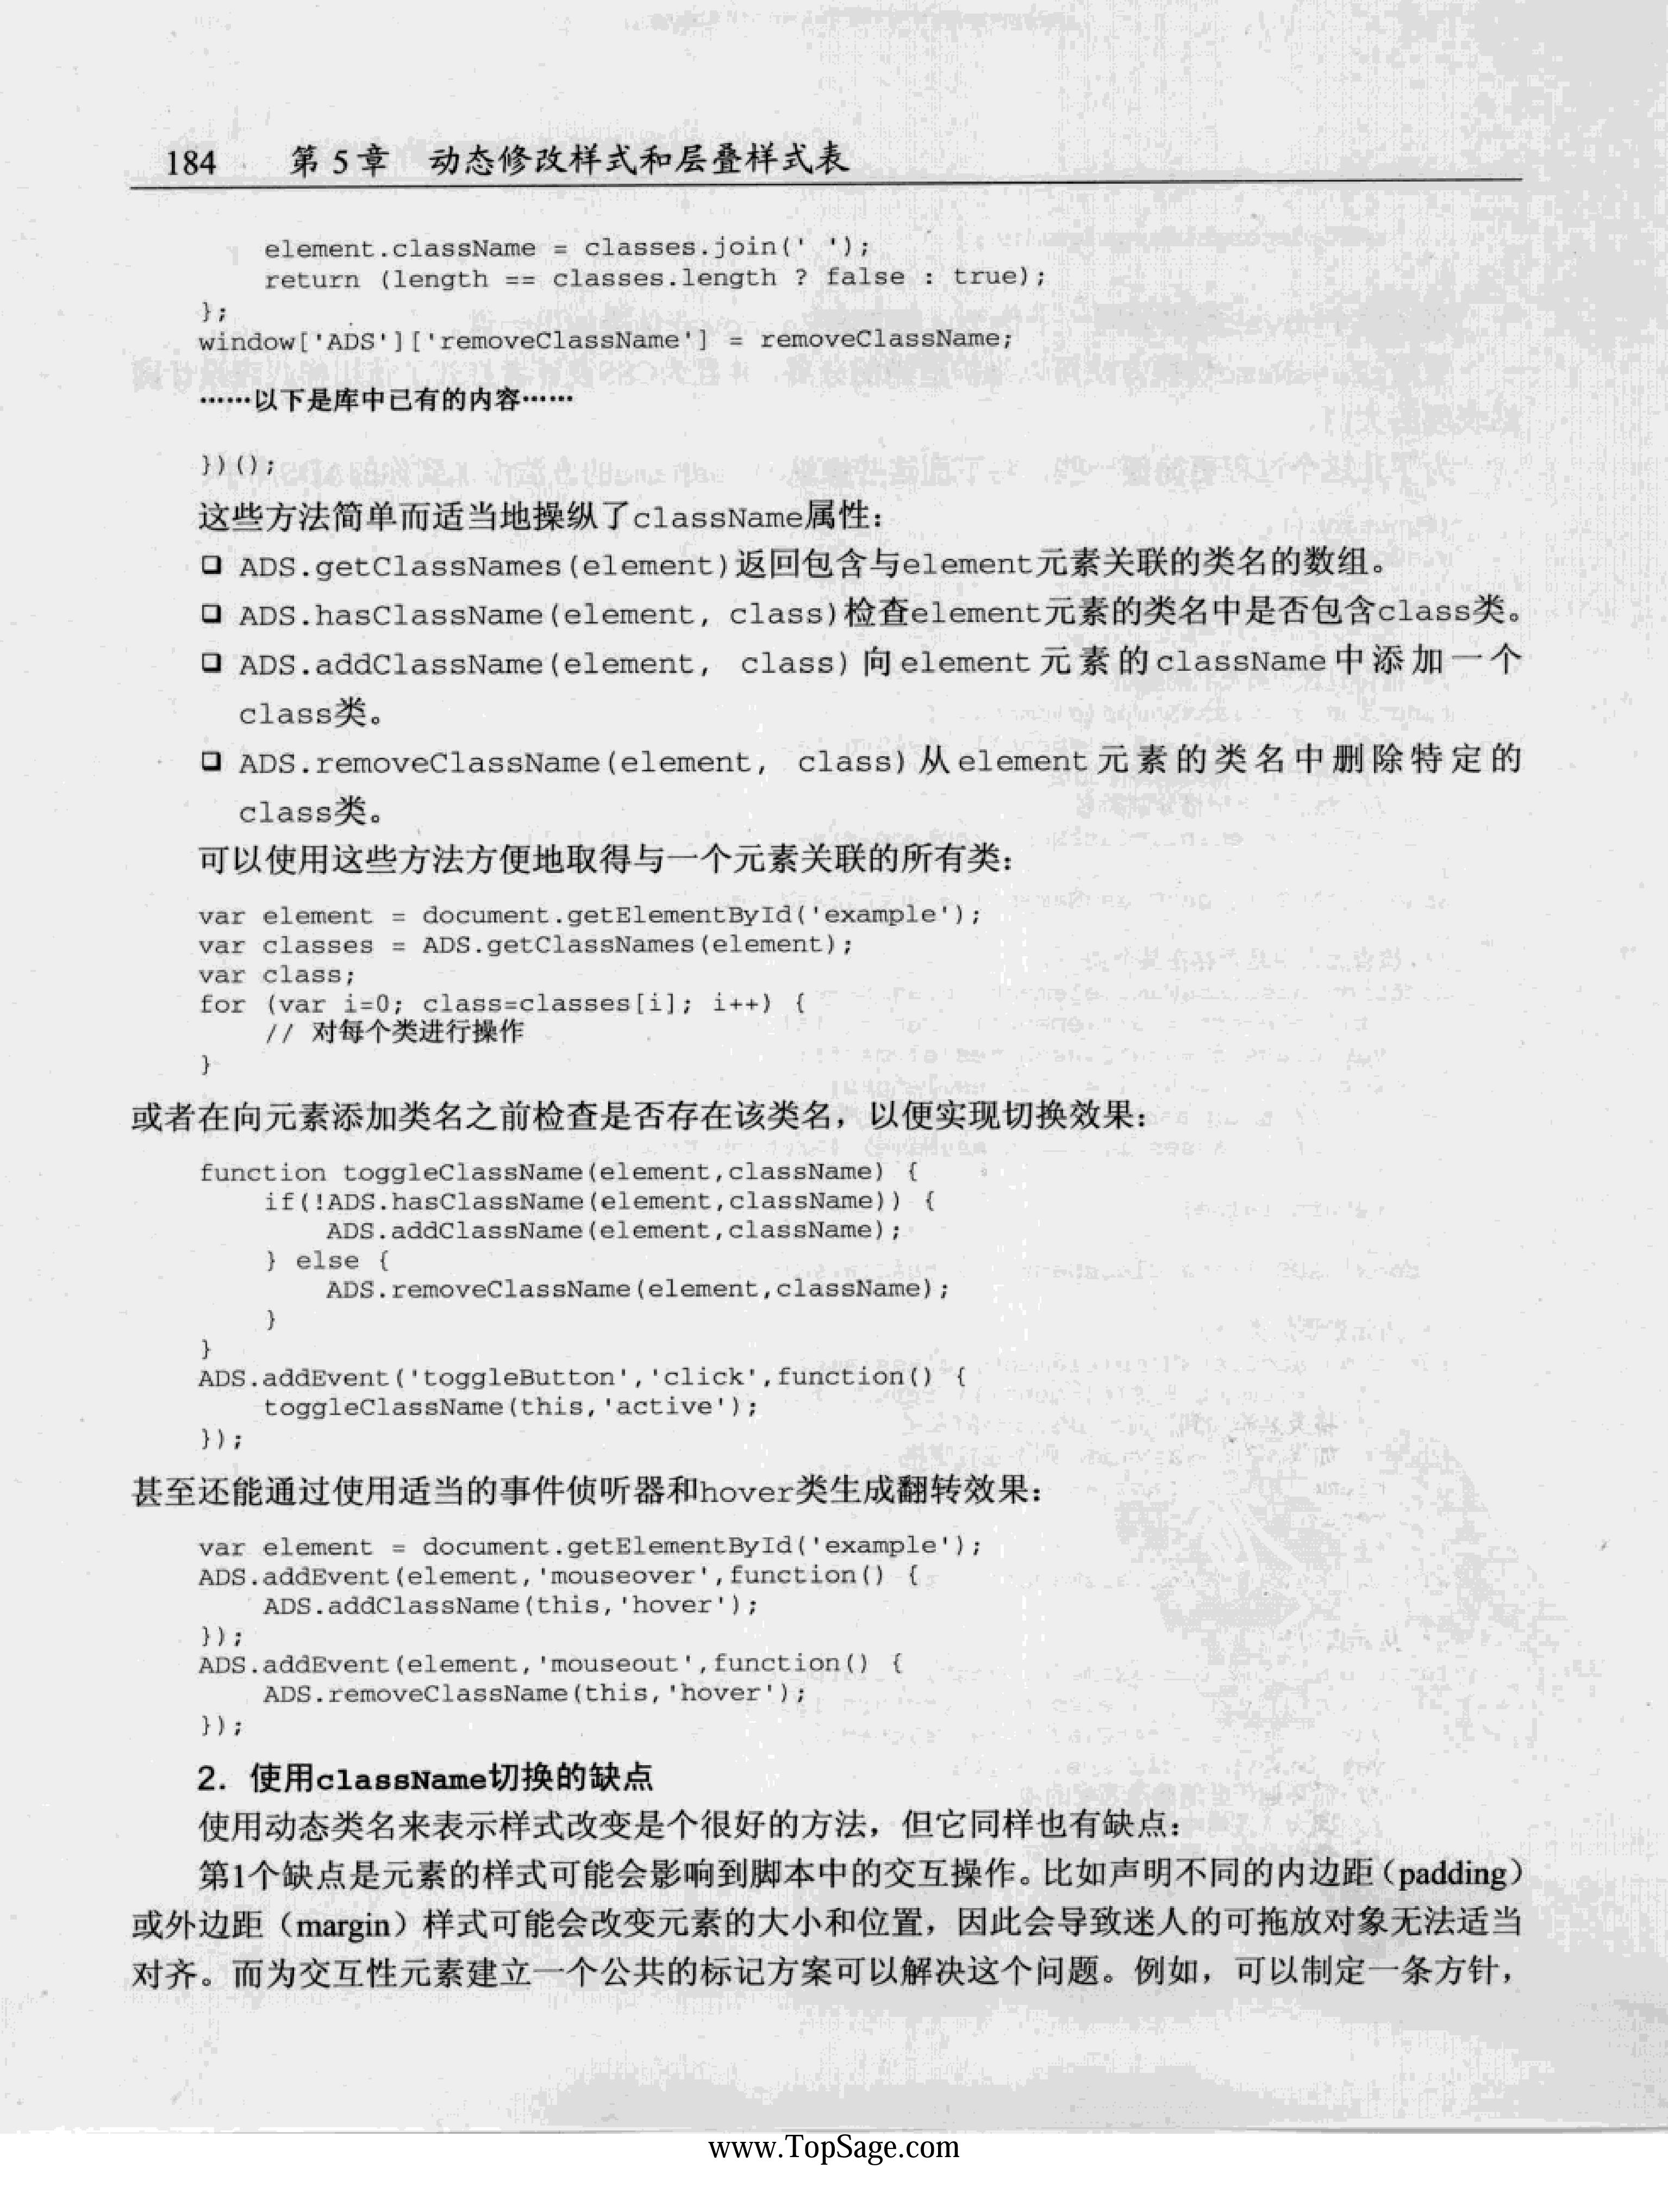 184 第 5 章 动态修改样式和层叠样式表
element.className = classes.join(' ');
return (length == classes.length ? false : true);
};
window['ADS']['removeClassName'] = removeClassName;
……以下是库中已有的内容……
})();
这些方法简单而适当地操纵了className属性：
❑ ADS.getClassNames(element)返回包含与element元素关联的类名的数组。
❑ ADS.hasClassName(element, class)检查element元素的类名中是否包含class类。
❑ ADS.addClassName(element, class)向element元素的className中添加一个
class类。
❑ ADS.removeClassName(element, class)从element元素的类名中删除特定的
class类。
可以使用这些方法方便地取得与一个元素关联的所有类：
var element = document.getElementById('example');
var classes = ADS.getClassNames(element);
var class;
for (var i=0; class=classes[i]; i++) {
// 对每个类进行操作
}
或者在向元素添加类名之前检查是否存在该类名，以便实现切换效果：
function toggleClassName(element,className) {
if(!ADS.hasClassName(element,className)) {
ADS.addClassName(element,className);
} else {
ADS.removeClassName(element,className);
}
}
ADS.addEvent('toggleButton','click',function() {
toggleClassName(this,'active');
});
甚至还能通过使用适当的事件侦听器和hover类生成翻转效果：
var element = document.getElementById('example');
ADS.addEvent(element,'mouseover',function() {
ADS.addClassName(this,'hover');
});
ADS.addEvent(element,'mouseout',function() {
ADS.removeClassName(this,'hover');
});
2. 使用className切换的缺点
使用动态类名来表示样式改变是个很好的方法，但它同样也有缺点：
第1个缺点是元素的样式可能会影响到脚本中的交互操作。比如声明不同的内边距（padding）
或外边距（margin）样式可能会改变元素的大小和位置，因此会导致迷人的可拖放对象无法适当
对齐。而为交互性元素建立一个公共的标记方案可以解决这个问题。例如，可以制定一条方针，
www.TopSage.com